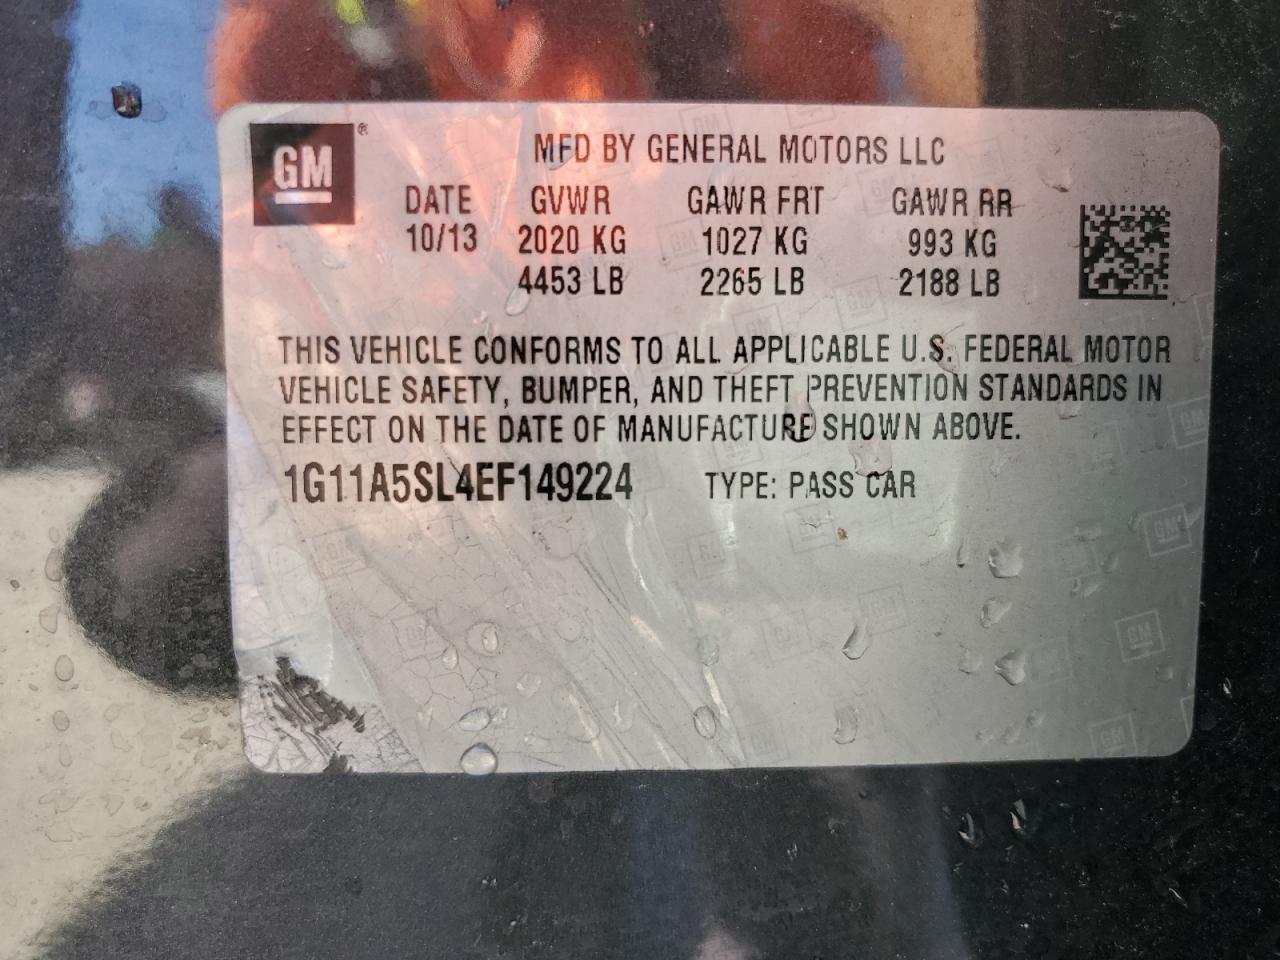 GM®
MFD BY GENERAL MOTORS LLC
DATE GVWR GAWR FRT GAWR RR
10/13 2020 KG 1027 KG 993 KG
4453 LB 2265 LB 2188 LB
THIS VEHICLE CONFORMS TO ALL APPLICABLE U.S. FEDERAL MOTOR
VEHICLE SAFETY, BUMPER, AND THEFT PREVENTION STANDARDS IN
EFFECT ON THE DATE OF MANUFACTURE SHOWN ABOVE.
1G11A5SL4EF149224 TYPE: PASS CAR